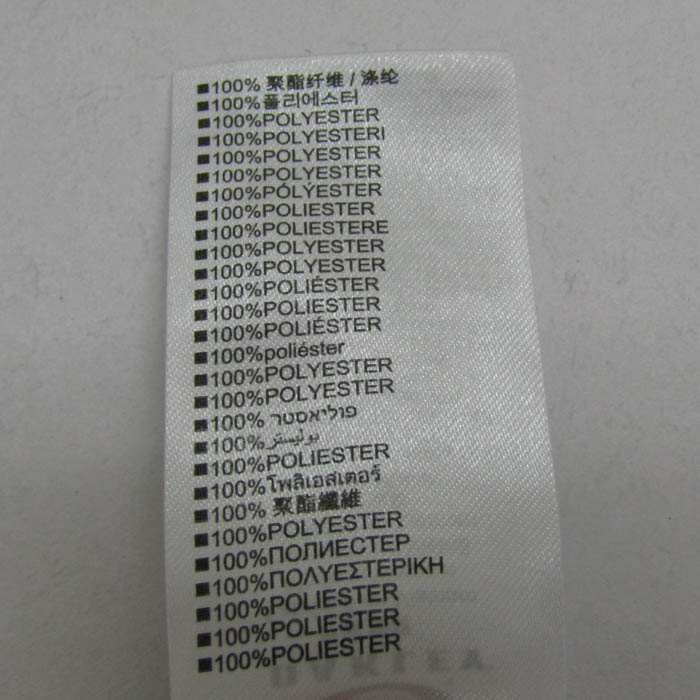 ■100% 聚酯纤维 / 涤纶
■100%폴리에스터
■100%POLYESTER
■100%POLYESTERI
■100%POLYESTER
■100%POLYESTER
■100%PÓLÝESTER
■100%POLIESTER
■100%POLIESTERE
■100%POLYESTER
■100%POLYESTER
■100%POLIÉSTER
■100%POLIESTER
■100%POLIÉSTER
■100%poliéster
■100%POLYESTER
■100%POLYESTER
■100% פוליאסטר
■100%بوليستر
■100%POLIESTER
■100%โพลิเอสเตอร์
■100% 聚酯纖維
■100%POLYESTER
■100%ПОЛИЕСТЕР
■100%ΠΟΛΥΕΣΤΕΡΙΚΗ
■100%POLIESTER
■100%POLIESTER
■100%POLIESTER